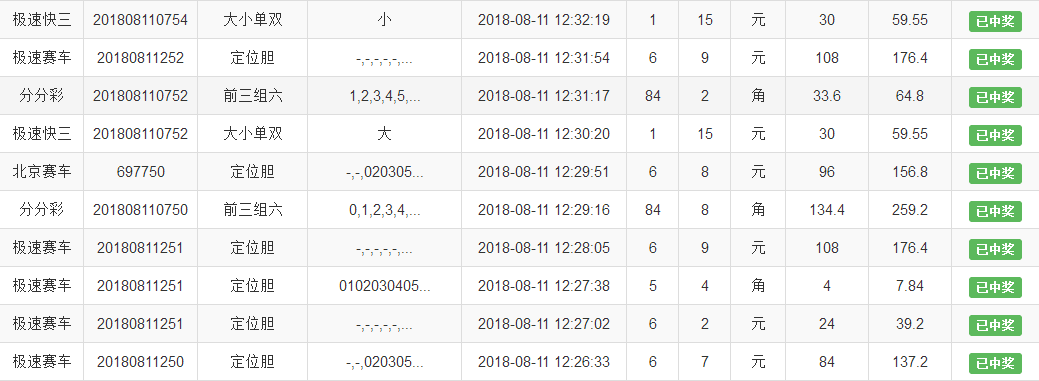 极速快三 201808110754 大小单双 小 2018-08-11 12:32:19 1 15 元 30 59.55 已中奖
极速赛车 20180811252 定位胆 -,-,-,-,-,... 2018-08-11 12:31:54 6 9 元 108 176.4 已中奖
分分彩 201808110752 前三组六 1,2,3,4,5,... 2018-08-11 12:31:17 84 2 角 33.6 64.8 已中奖
极速快三 201808110752 大小单双 大 2018-08-11 12:30:20 1 15 元 30 59.55 已中奖
北京赛车 697750 定位胆 -,-,020305... 2018-08-11 12:29:51 6 8 元 96 156.8 已中奖
分分彩 201808110750 前三组六 0,1,2,3,4,... 2018-08-11 12:29:16 84 8 角 134.4 259.2 已中奖
极速赛车 20180811251 定位胆 -,-,-,-,-,... 2018-08-11 12:28:05 6 9 元 108 176.4 已中奖
极速赛车 20180811251 定位胆 0102030405... 2018-08-11 12:27:38 5 4 角 4 7.84 已中奖
极速赛车 20180811251 定位胆 -,-,-,-,-,... 2018-08-11 12:27:02 6 2 元 24 39.2 已中奖
极速赛车 20180811250 定位胆 -,-,020305... 2018-08-11 12:26:33 6 7 元 84 137.2 已中奖